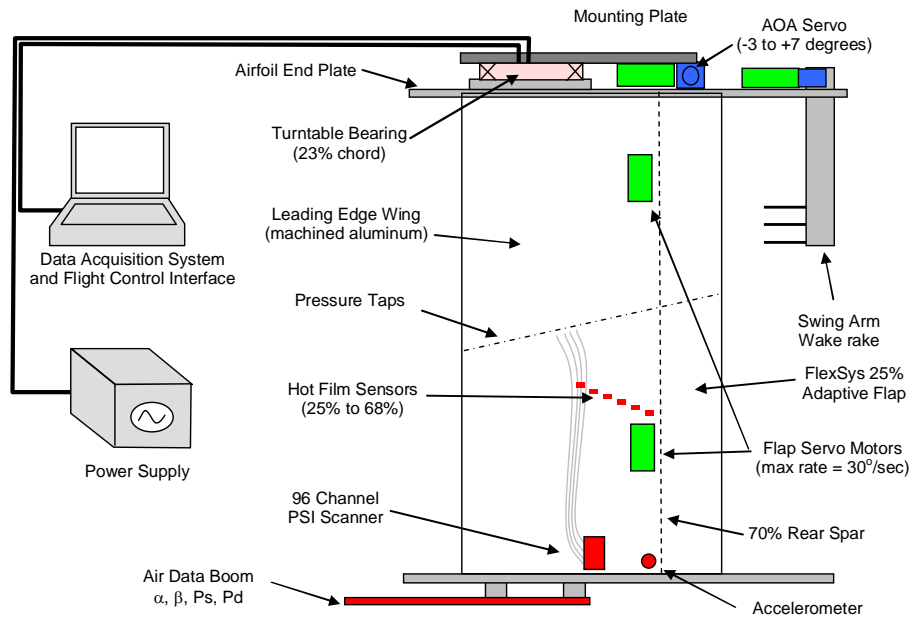 Mounting Plate
AOA Servo
(-3 to +7 degrees)
Airfoil End Plate
Turntable Bearing
(23% chord)
Leading Edge Wing
(machined aluminum)
Data Acquisition System
and Flight Control Interface
Pressure Taps
Swing Arm
Wake rake
Hot Film Sensors
(25% to 68%)
FlexSys 25%
Adaptive Flap
Power Supply
Flap Servo Motors
(max rate = 30°/sec)
96 Channel
PSI Scanner
70% Rear Spar
Air Data Boom
α, β, Ps, Pd
Accelerometer